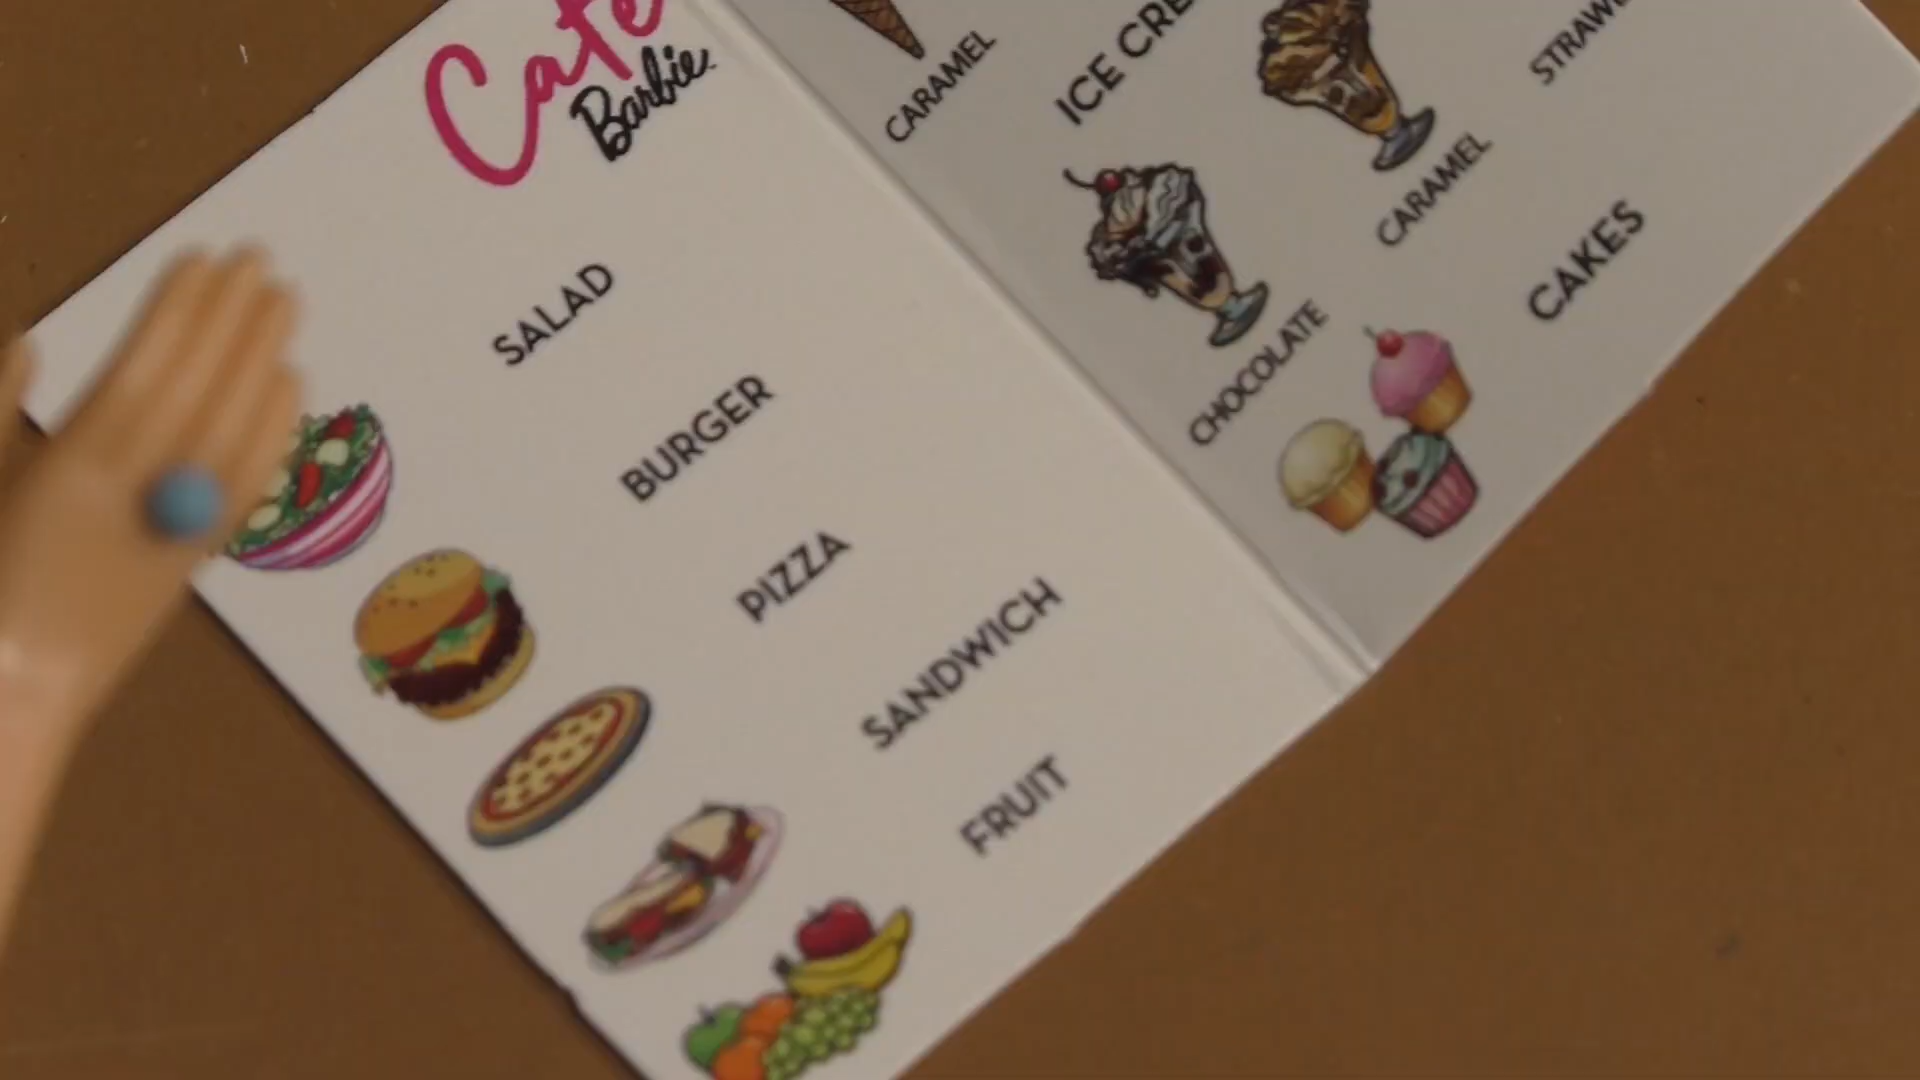 Cafe
Barbie
SALAD
BURGER
PIZZA
SANDWICH
FRUIT
CARAMEL
CHOCOLATE
CARAMEL
CAKES